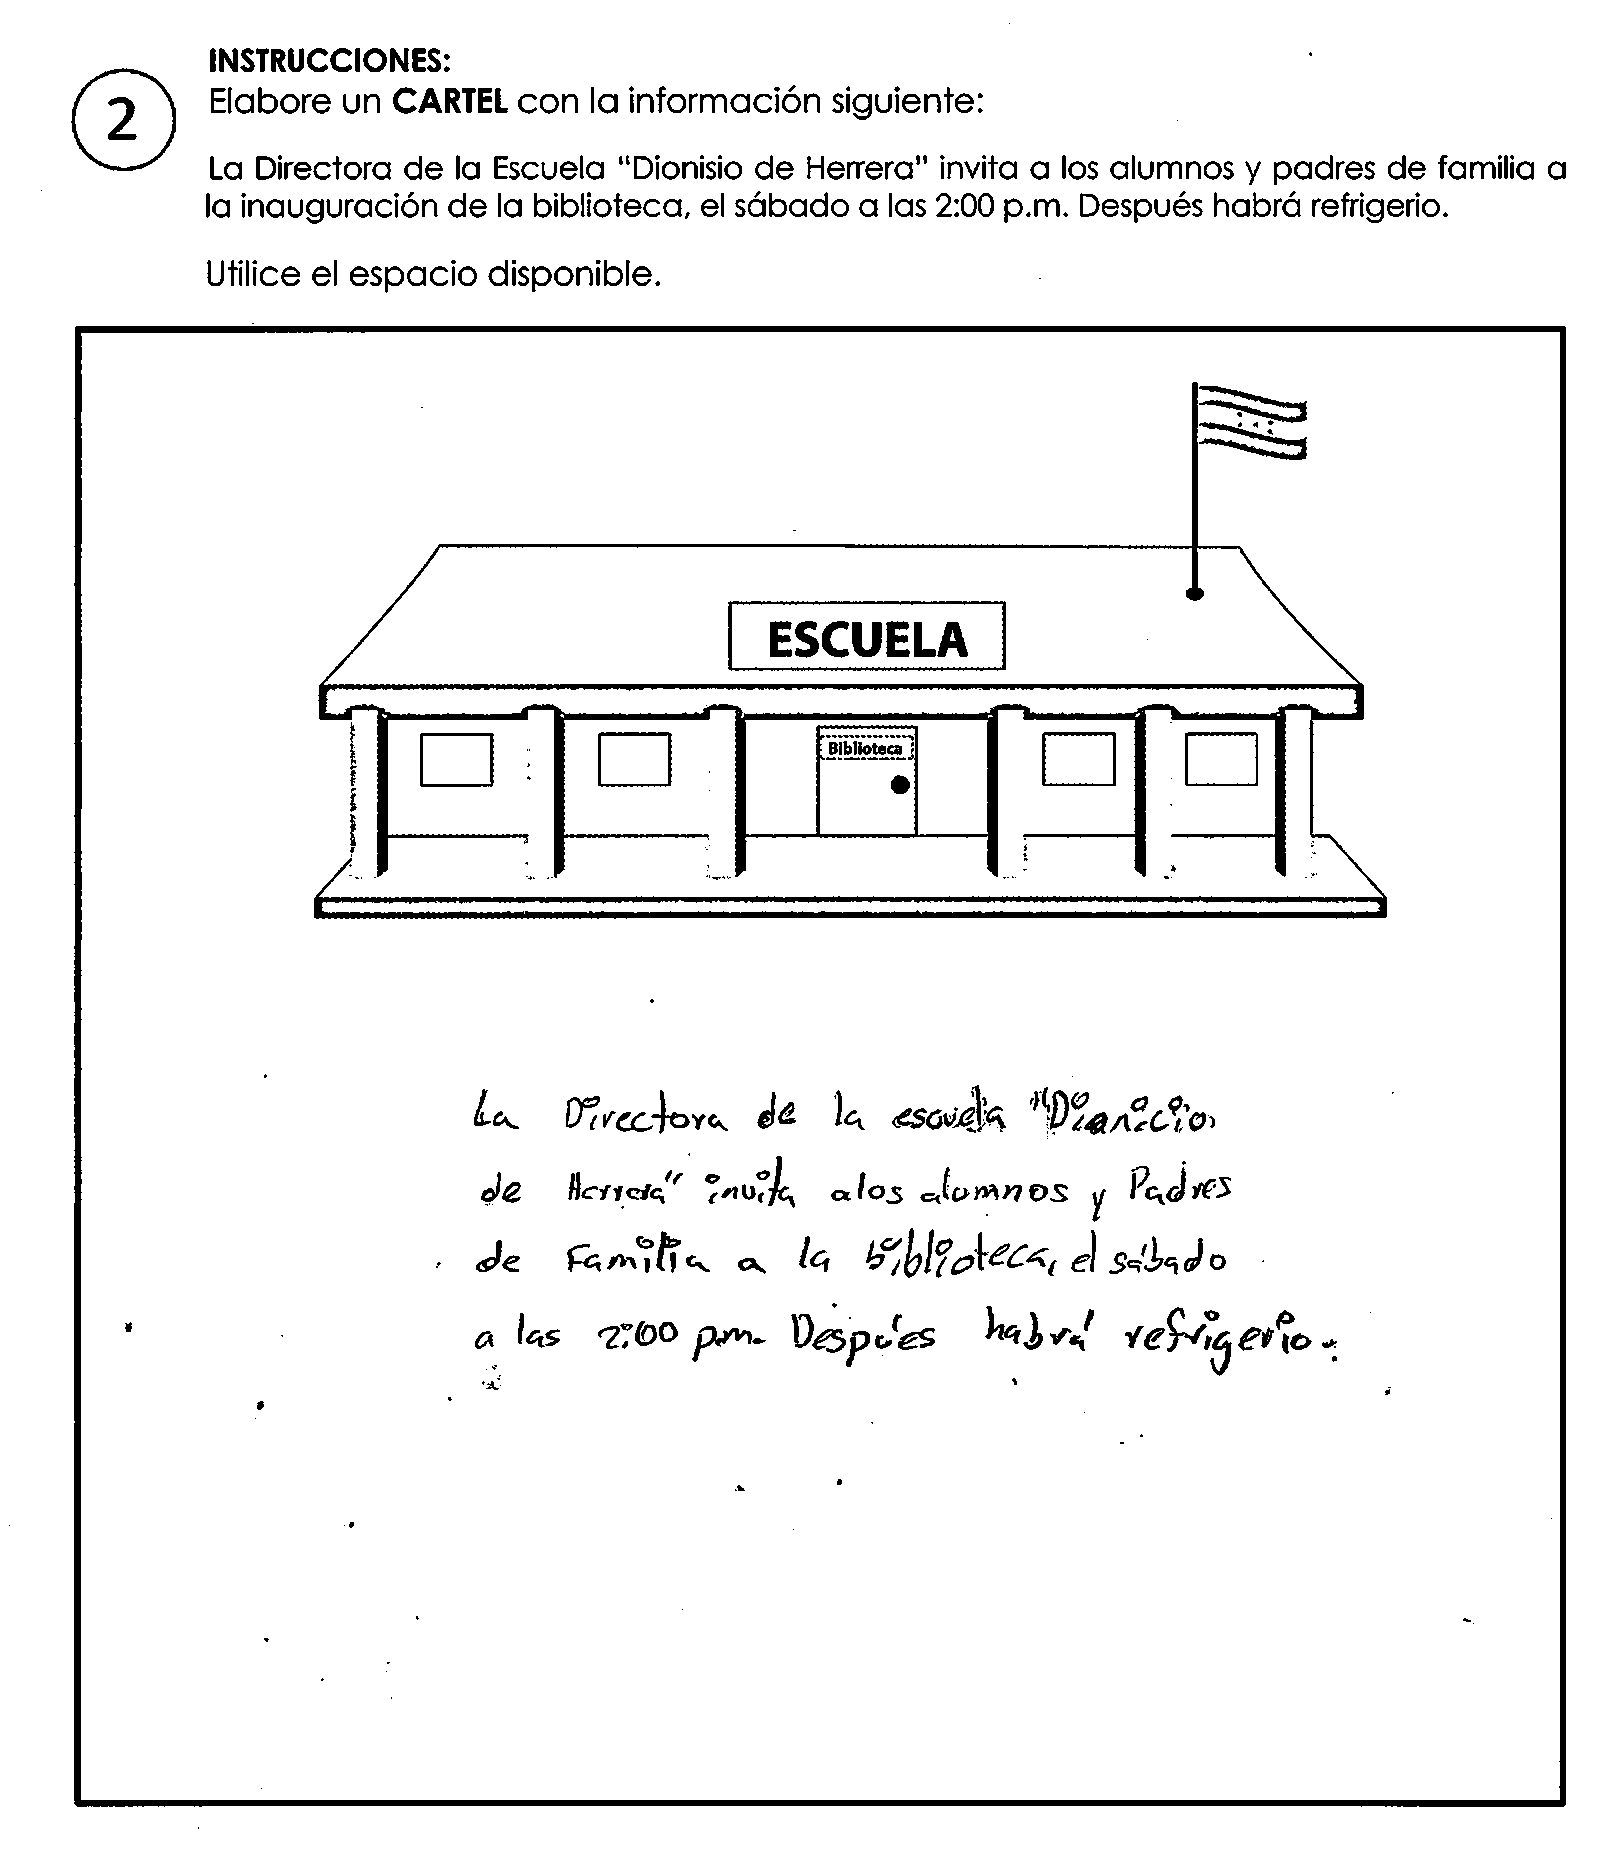 INSTRUCCIONES:
2
Elabore un CARTEL con la información siguiente:
La Directora de la Escuela "Dionisio de Herrera" invita a los alumnos y padres de familia a
la inauguración de la biblioteca, el sábado a las 2:00 p.m. Después habrá refrigerio.
Utilice el espacio disponible.
ESCUELA
Biblioteca
La Directora de la escuela "Dionicio
de Herrera" invita alos alumnos y Padres
de Familia a la biblioteca, el sábado
a las 2:00 p.m. Despúes habrá refrigerio.